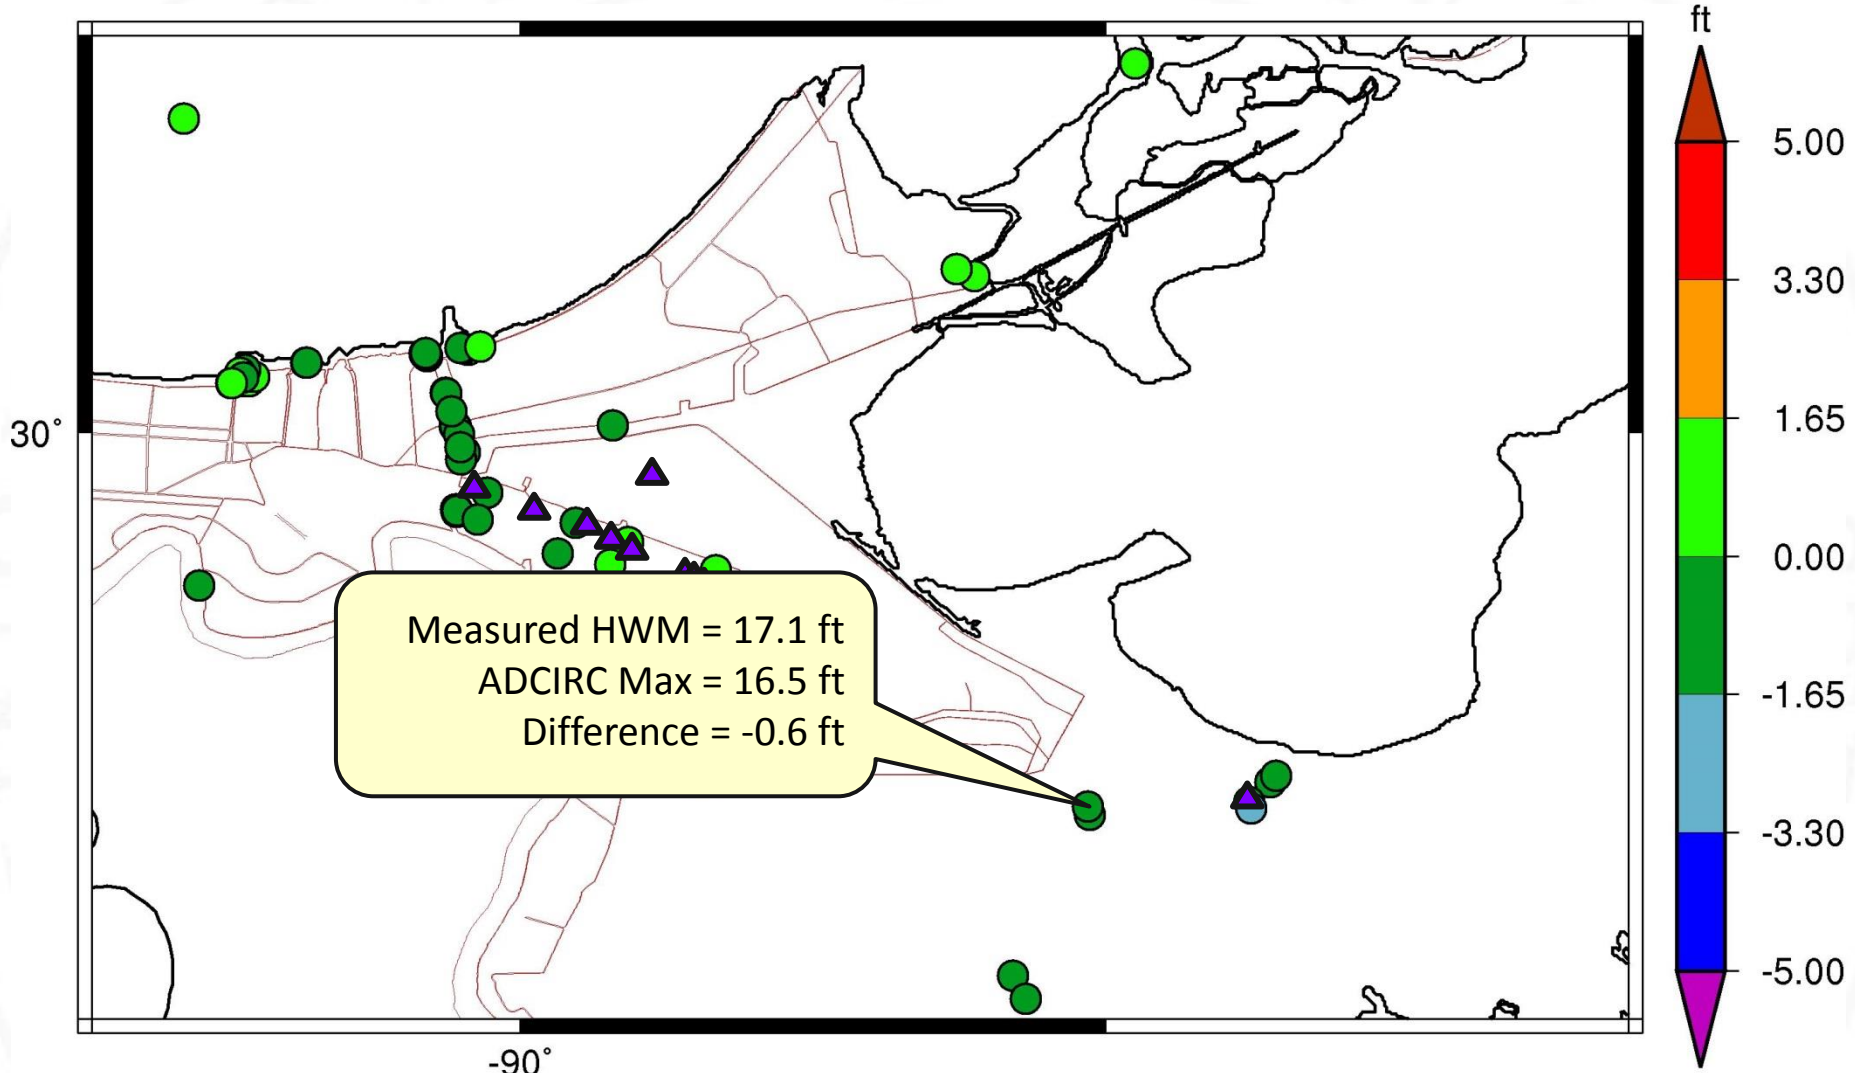 ft
5.00
3.30
1.65
0.00
-1.65
-3.30
-5.00
30°
Measured HWM = 17.1 ft
ADCIRC Max = 16.5 ft
Difference = -0.6 ft
-90°